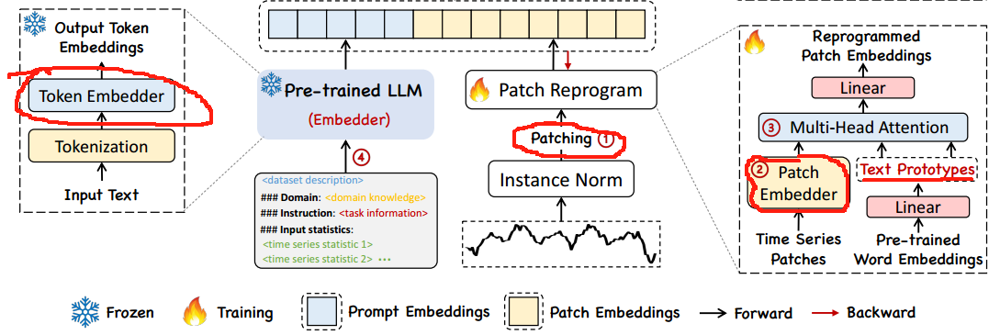 Output Token
Embeddings
Token Embedder
Tokenization
Input Text
Pre-trained LLM
(Embedder)
④
<dataset description>
### Domain: <domain knowledge>
### Instruction: <task information>
### Input statistics:
<time series statistic 1>
<time series statistic 2> ...
Patch Reprogram
Patching ①
Instance Norm
Reprogrammed
Patch Embeddings
Linear
③ Multi-Head Attention
② Patch
Embedder
Text Prototypes
Linear
Time Series
Patches
Pre-trained
Word Embeddings
Frozen
Training
Prompt Embeddings
Patch Embeddings
Forward
Backward